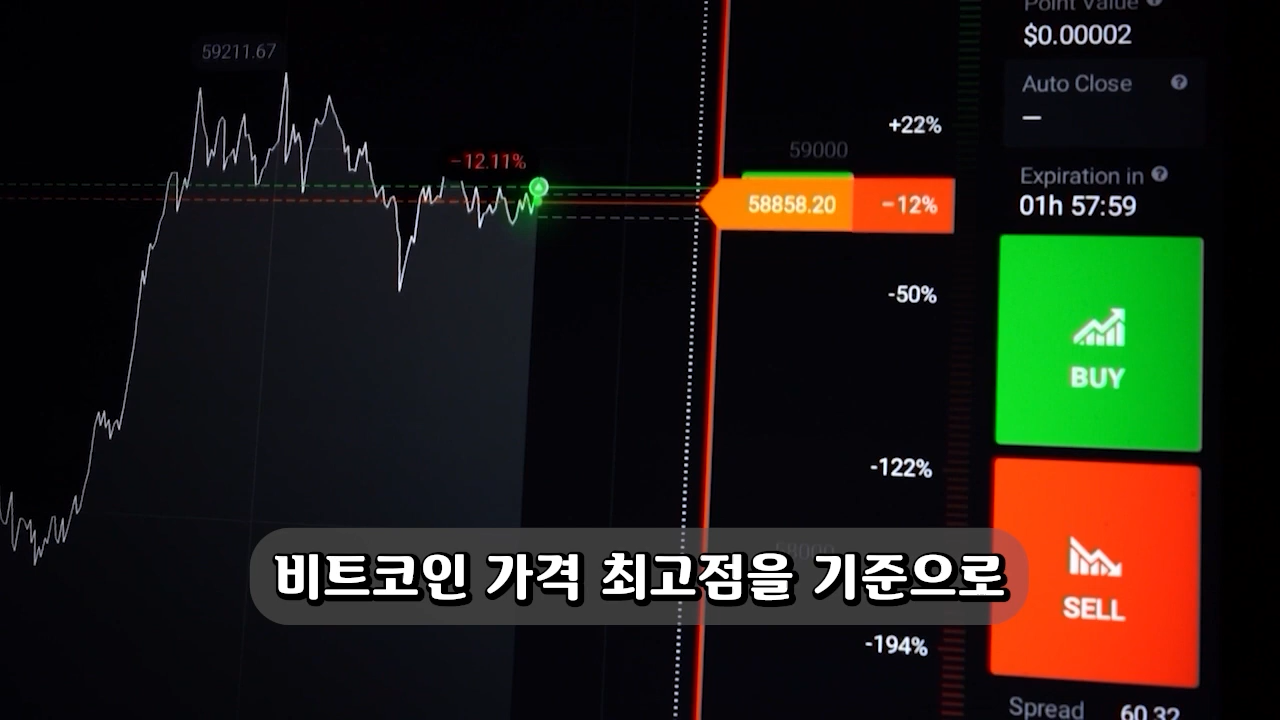 Point Value
$0.00002
59211.67
Auto Close
—
+22%
59000
-12.11%
Expiration in
01h 57:59
58858.20
-12%
-50%
BUY
-122%
58000
비트코인 가격 최고점을 기준으로
SELL
-194%
Spread
60.32